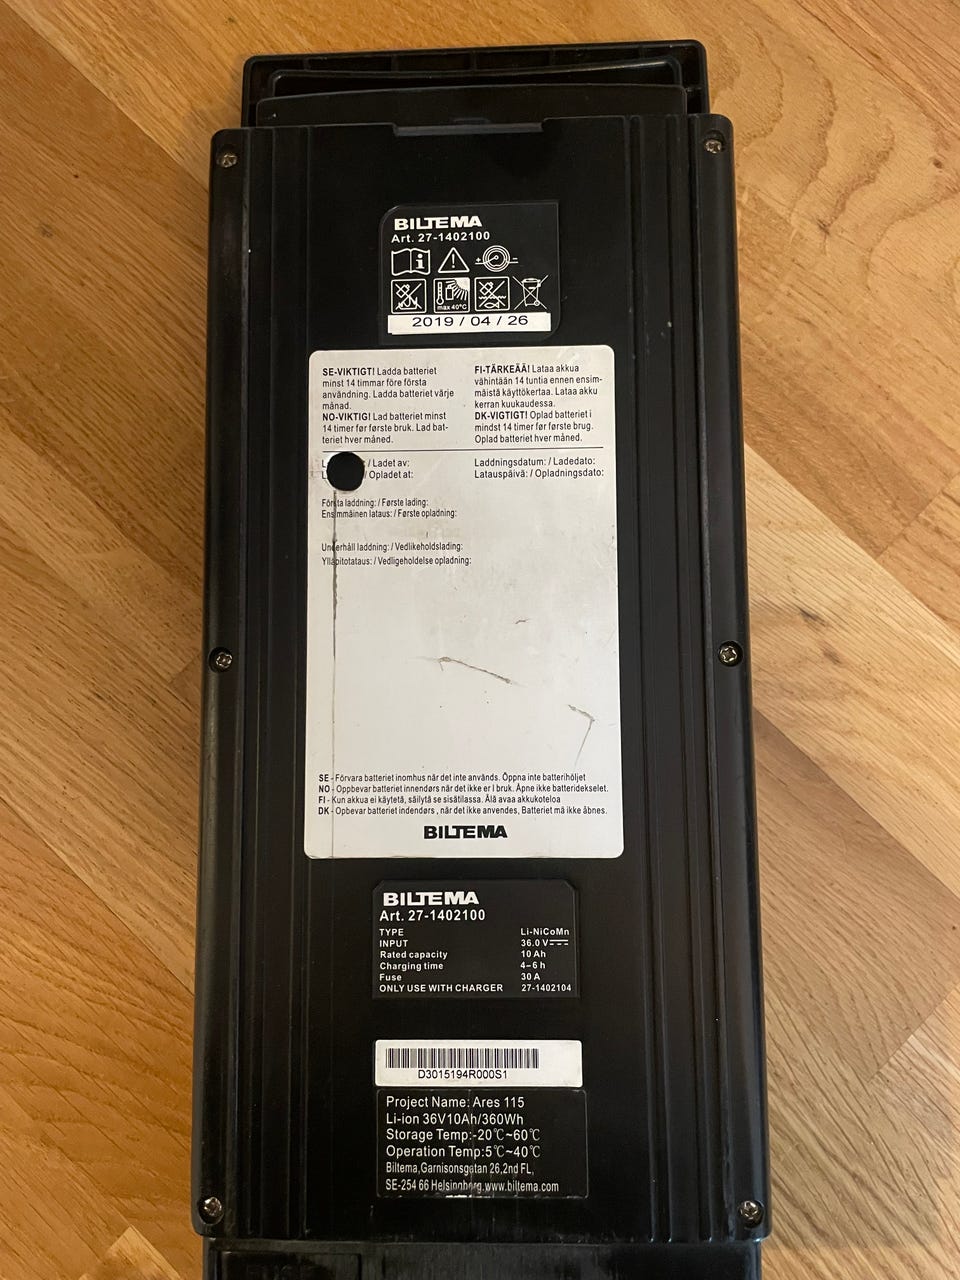 BILTEMA
Art. 27-1402100
max 40°C
2019 / 04 / 26
SE-VIKTIGT! Ladda batteriet
minst 14 timmar före första
användning. Ladda batteriet värje
månad.
NO-VIKTIG! Lad batteriet minst
14 timer før første bruk. Lad bat-
teriet hver måned.
FI-TÄRKEÄÄ! Lataa akkua
vähintään 14 tuntia ennen ensim-
mäistä käyttökertaa. Lataa akku
kerran kuukaudessa.
DK-VIGTIGT! Oplad batteriet i
mindst 14 timer før første brug.
Oplad batteriet hver måned.
/ Ladet av:
/ Opladet at:
Laddningsdatum: / Ladedato:
Latauspäivä: / Opladningsdato:
Första laddning: / Første lading:
Ensimmäinen lataus: / Første opladning:
Underhåll laddning: / Vedlikeholdslading:
Ylläpitotataus: / Vedligeholdelse opladning:
SE - Förvara batteriet inomhus når det inte används. Öppna inte batterihöljet
NO - Oppbevar batteriet innendørs når det ikke er I bruk. Åpne ikke batteridekselet.
FI - Kun akkua ei käytetä, säilytä se sisätilassa. Älä avaa akkukoteloa
DK - Opbevar batteriet indendørs , når det ikke anvendes, Batteriet må ikke åbnes.
BILTEMA
BILTEMA
Art. 27-1402100
TYPE Li-NiCoMn
INPUT 36.0 V
Rated capacity 10 Ah
Charging time 4–6 h
Fuse 30 A
ONLY USE WITH CHARGER 27-1402104
D3015194R000S1
Project Name: Ares 115
Li-ion 36V10Ah/360Wh
Storage Temp:-20℃~60℃
Operation Temp:5℃~40℃
Biltema,Garnisonsgatan 26,2nd FL,
SE-254 66 Helsingborg.www.biltema.com